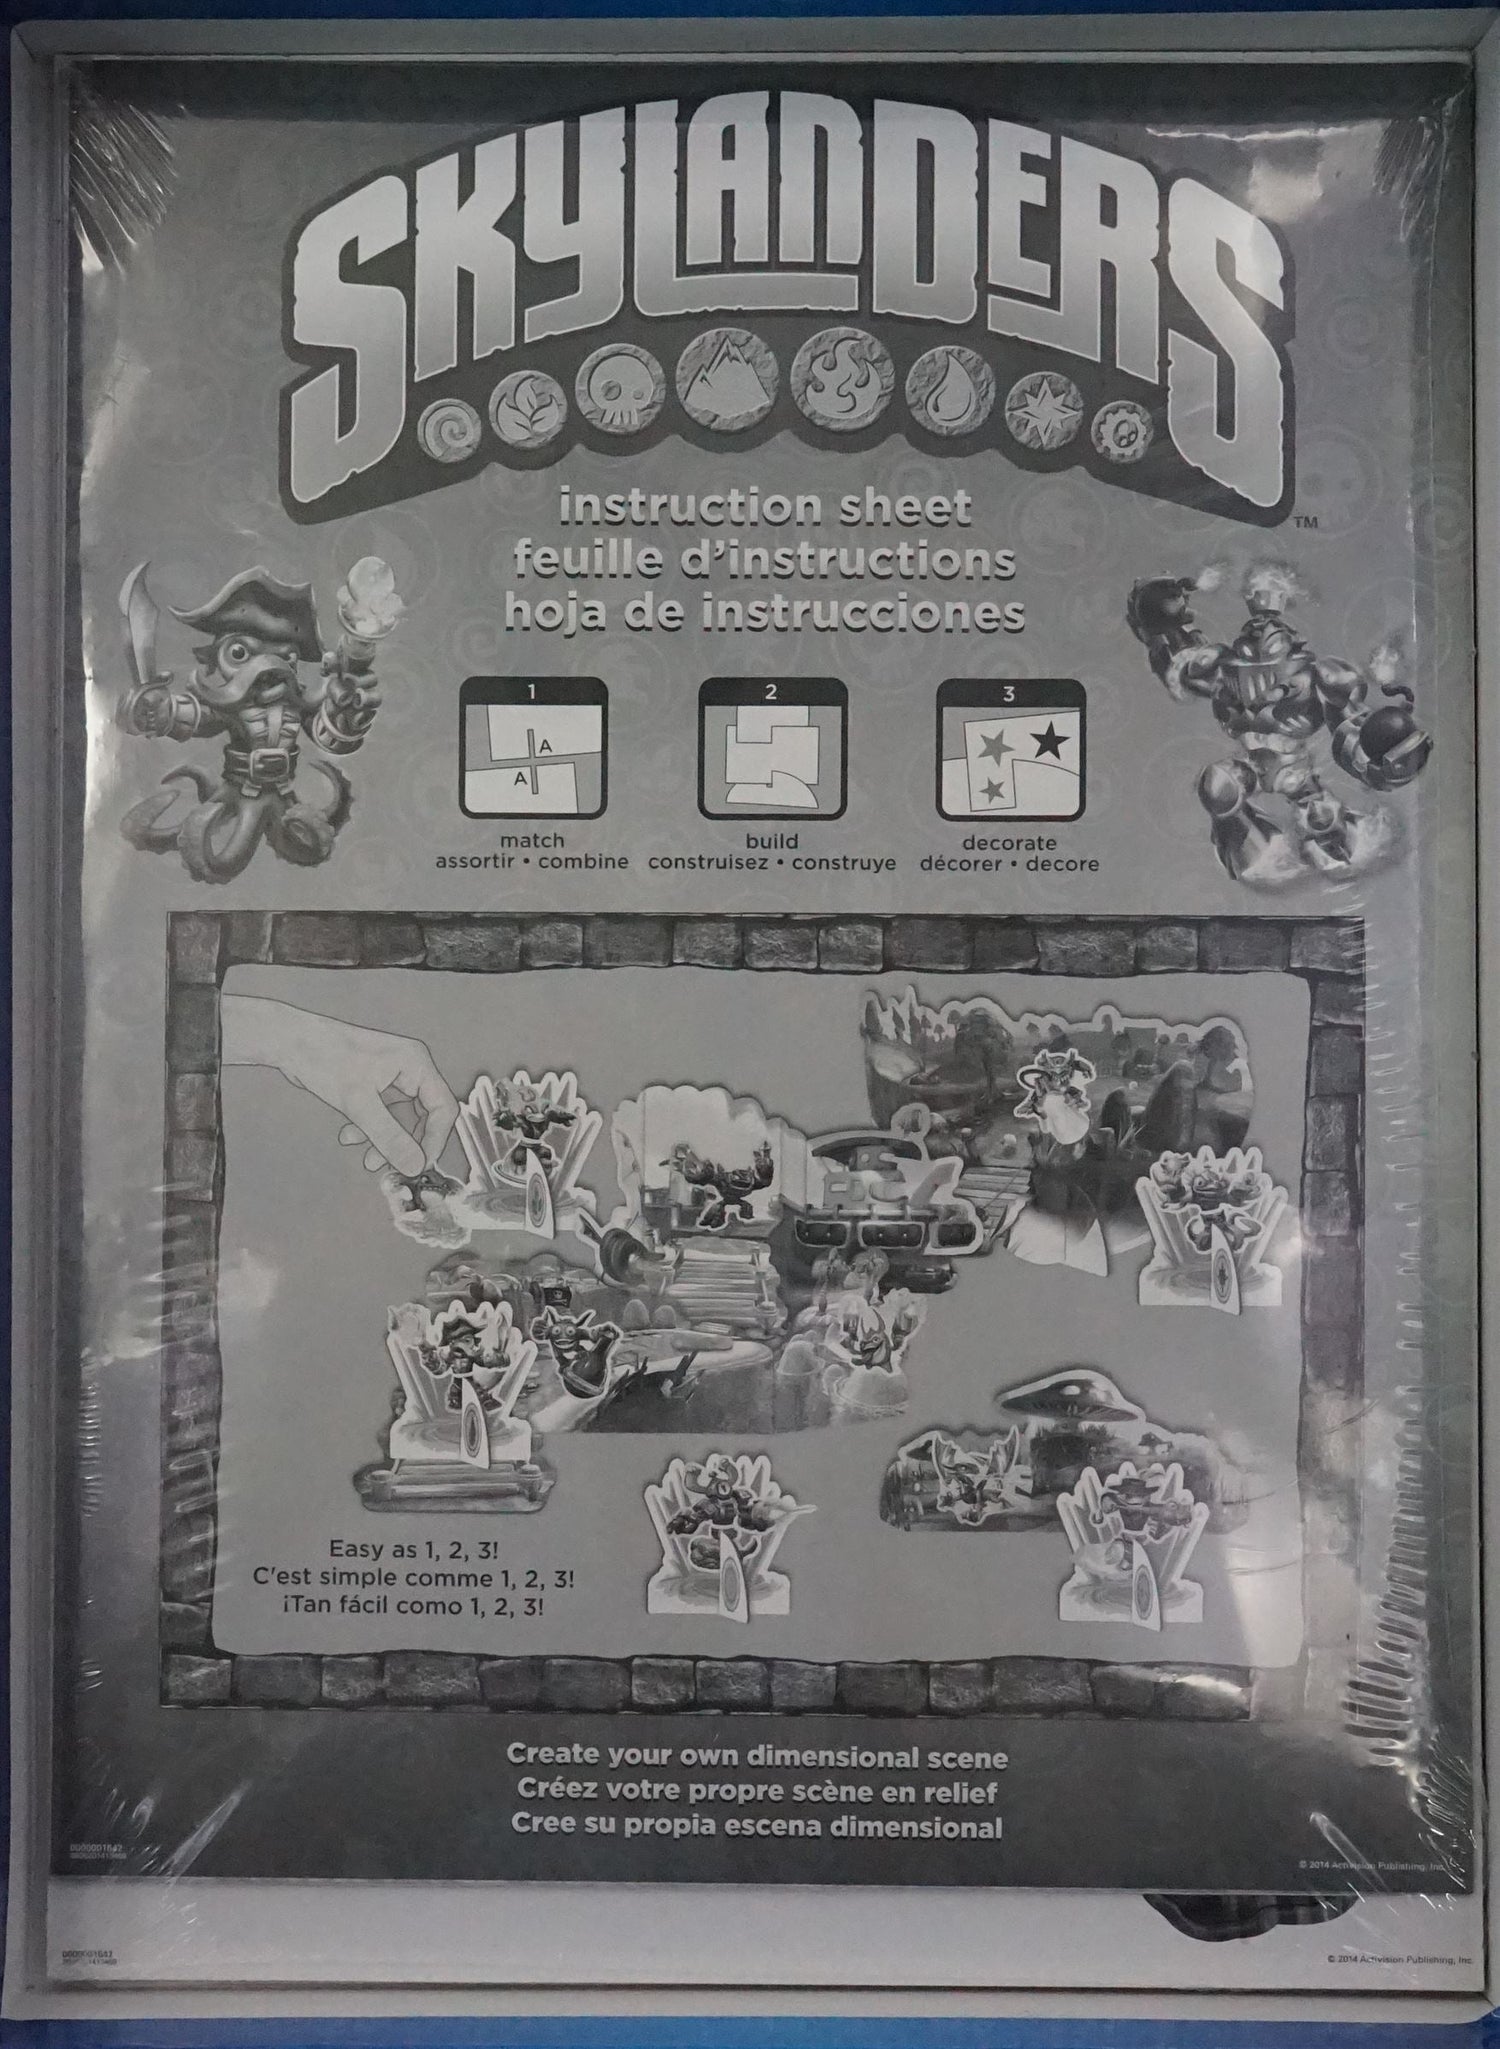 SKYLANDERS
TM
instruction sheet
feuille d'instructions
hoja de instrucciones
1
A
A
match
assortir • combine
2
build
construisez • construye
3
decorate
décorer • decore
Easy as 1, 2, 3!
C'est simple comme 1, 2, 3!
¡Tan fácil como 1, 2, 3!
Create your own dimensional scene
Créez votre propre scène en relief
Cree su propia escena dimensional
0000001642
© 2014 Activision Publishing, Inc.
© 2014 Activision Publishing, Inc.